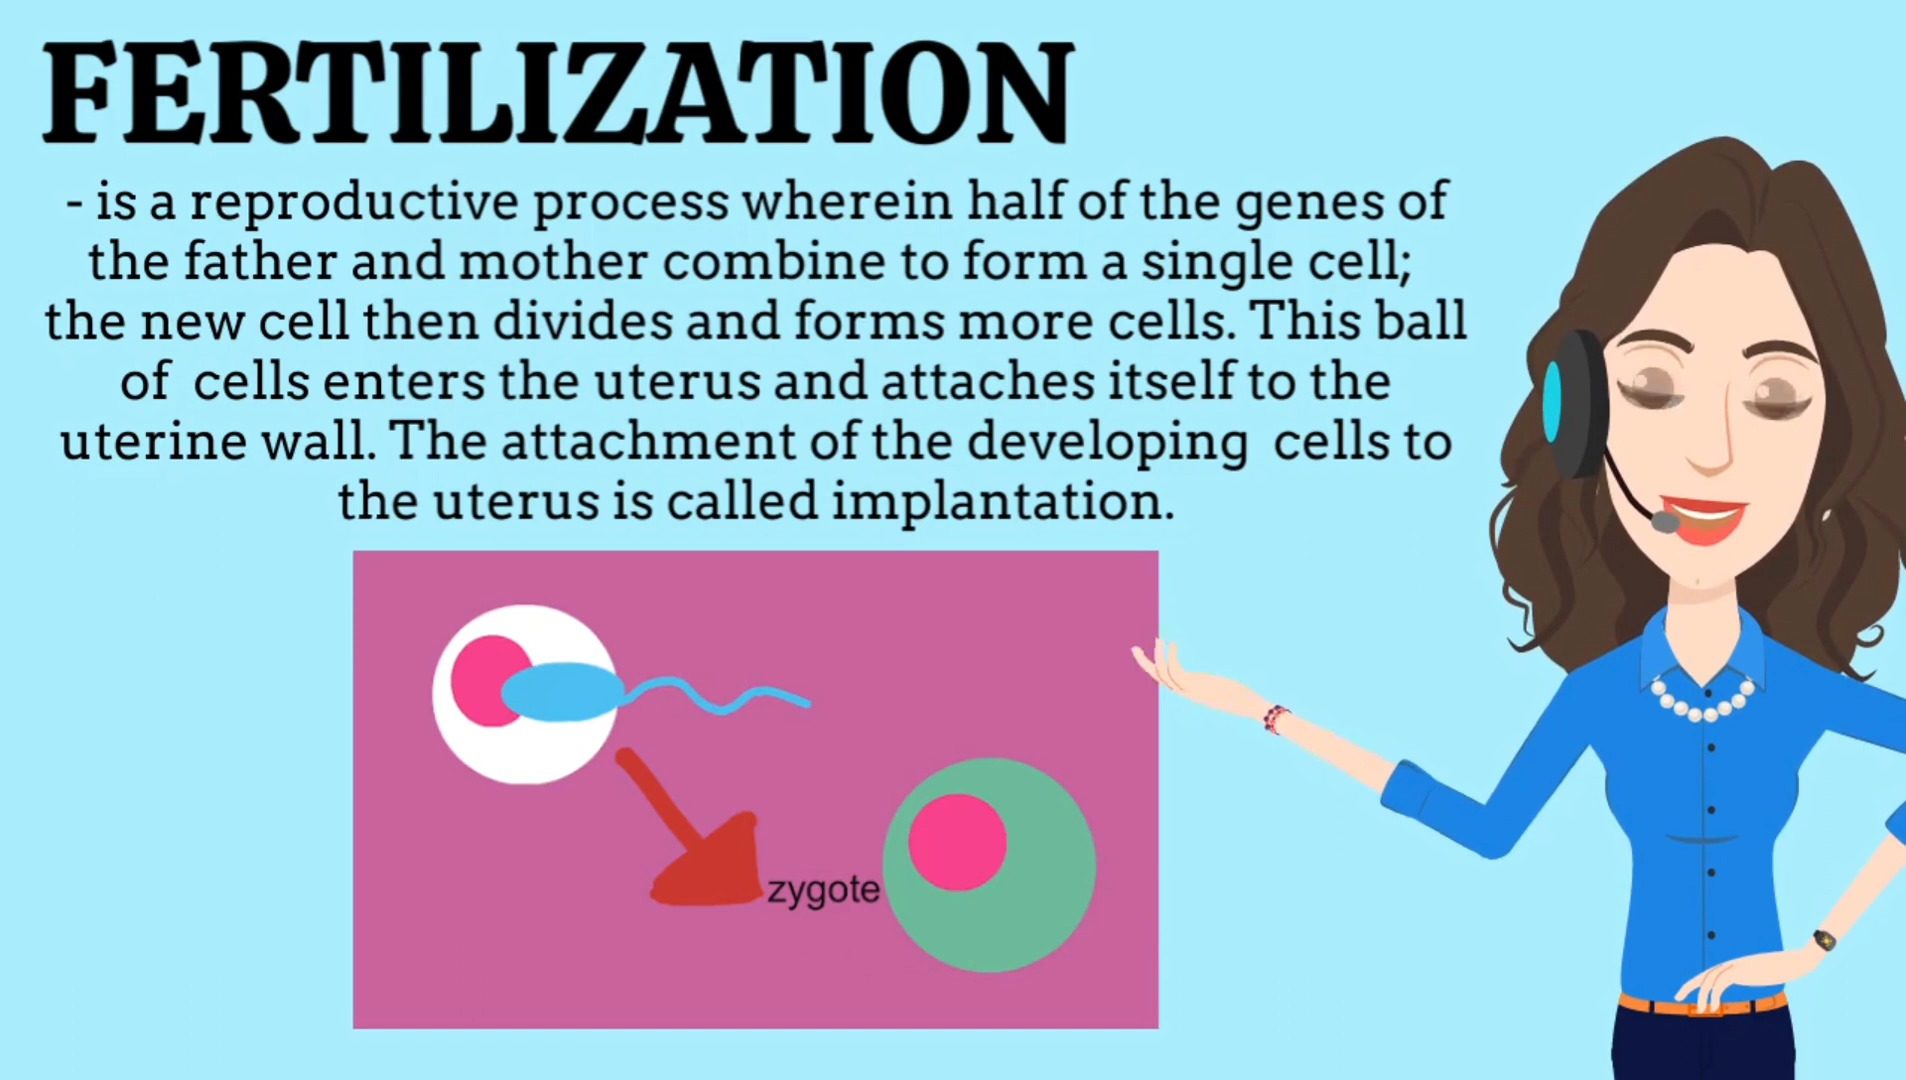 FERTILIZATION
- is a reproductive process wherein half of the genes of
the father and mother combine to form a single cell;
the new cell then divides and forms more cells. This ball
of cells enters the uterus and attaches itself to the
uterine wall. The attachment of the developing cells to
the uterus is called implantation.
zygote